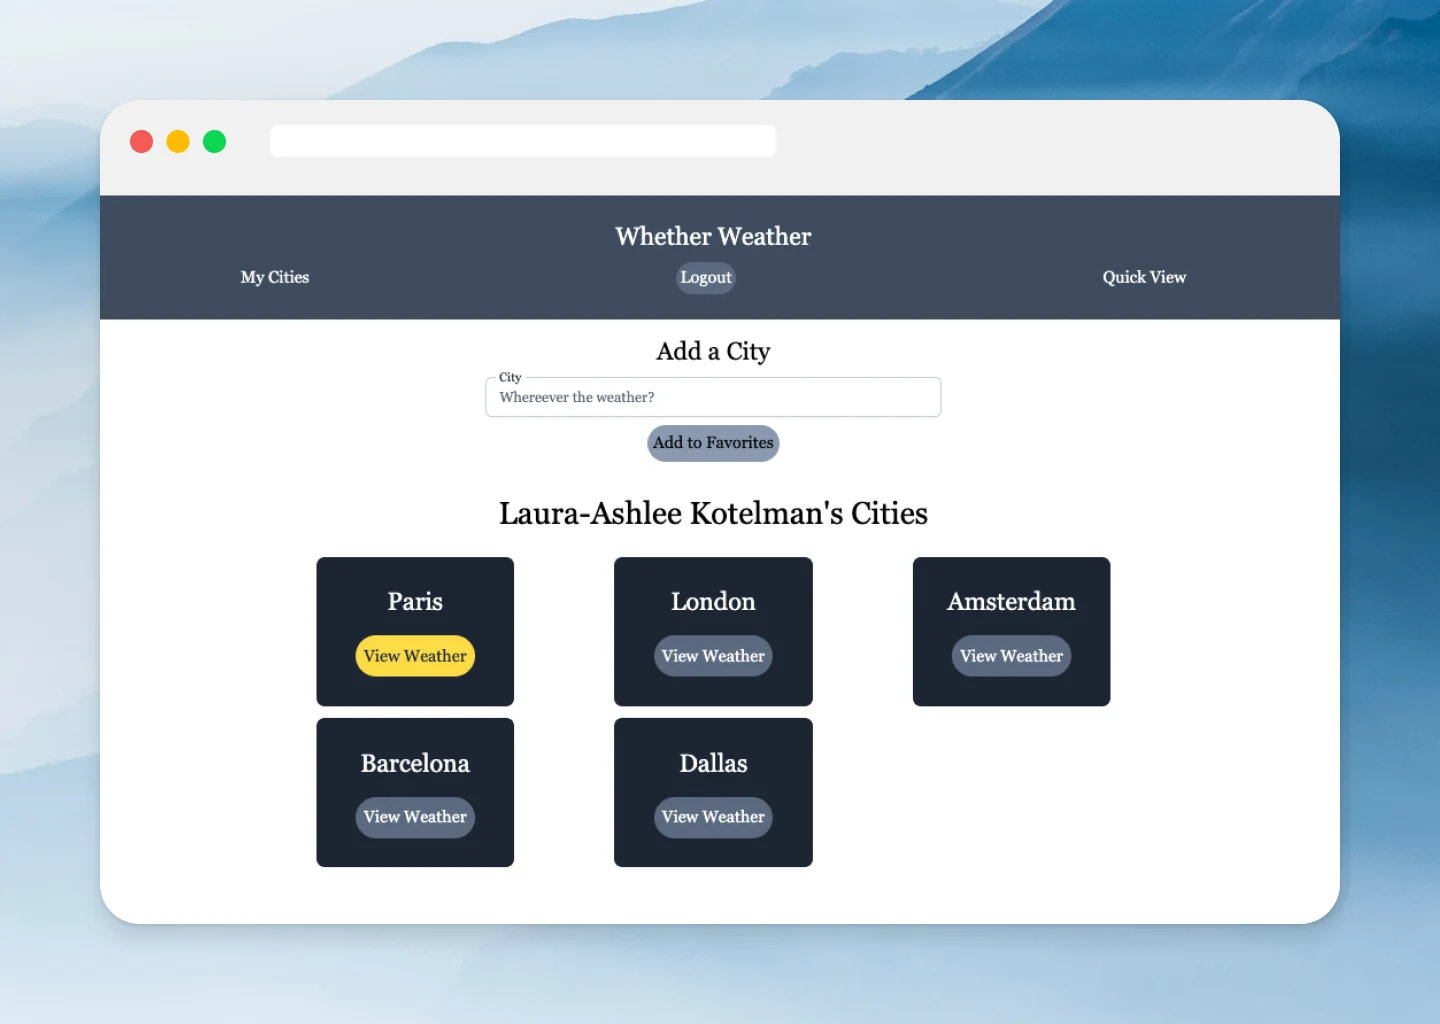 Whether Weather
My Cities
Logout
Quick View
Add a City
City
Whereever the weather?
Add to Favorites
Laura-Ashlee Kotelman's Cities
Paris
London
Amsterdam
View Weather
View Weather
View Weather
Barcelona
Dallas
View Weather
View Weather